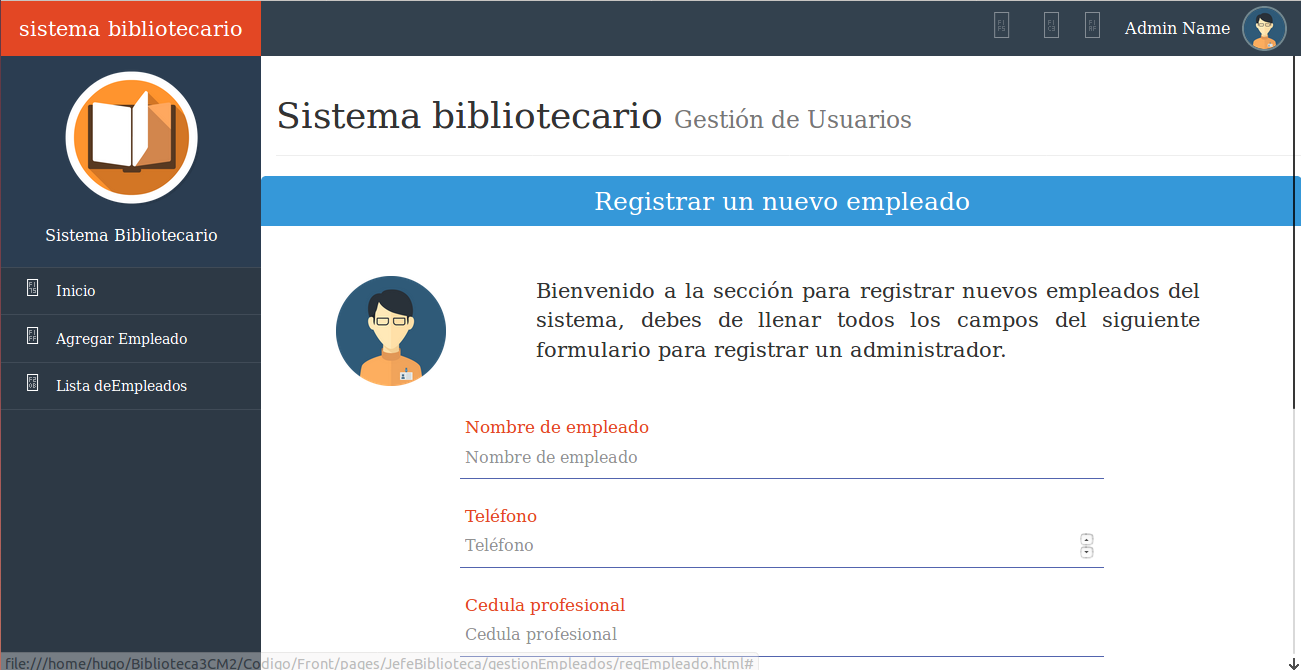 sistema bibliotecario
Admin Name
Sistema Bibliotecario
Inicio
Agregar Empleado
Lista deEmpleados
Sistema bibliotecario Gestión de Usuarios
Registrar un nuevo empleado
Bienvenido a la sección para registrar nuevos empleados del
sistema, debes de llenar todos los campos del siguiente
formulario para registrar un administrador.
Nombre de empleado
Nombre de empleado
Teléfono
Teléfono
Cedula profesional
Cedula profesional
file:///home/hugo/Biblioteca3CM2/Codigo/Front/pages/JefeBiblioteca/gestionEmpleados/regEmpleado.html#